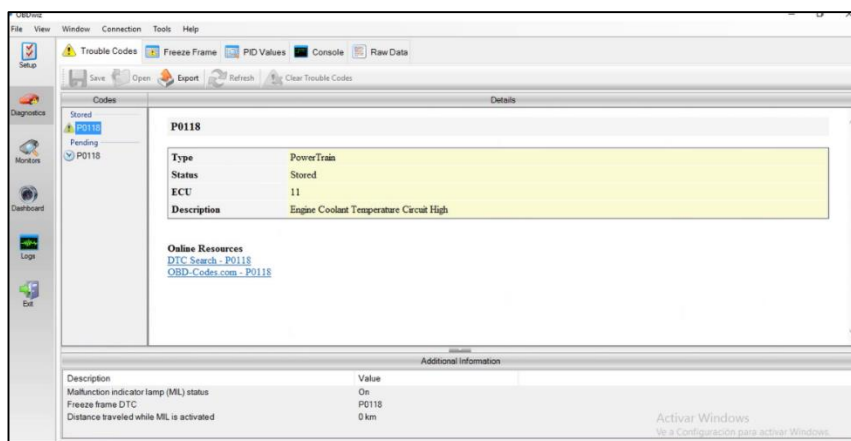 OBDwiz
File View Window Connection Tools Help
Setup
Trouble Codes Freeze Frame PID Values Console Raw Data
Save Open Export Refresh Clear Trouble Codes
Codes Details
Diagnostics
Stored
P0118
Pending
P0118
Monitors
Dashboard
Logs
Exit
P0118
Type PowerTrain
Status Stored
ECU 11
Description Engine Coolant Temperature Circuit High
Online Resources
DTC Search - P0118
OBD-Codes.com - P0118
Additional Information
Description Value
Malfunction indicator lamp (MIL) status On
Freeze frame DTC P0118
Distance traveled while MIL is activated 0 km
Activar Windows
Ve a Configuración para activar Windows.